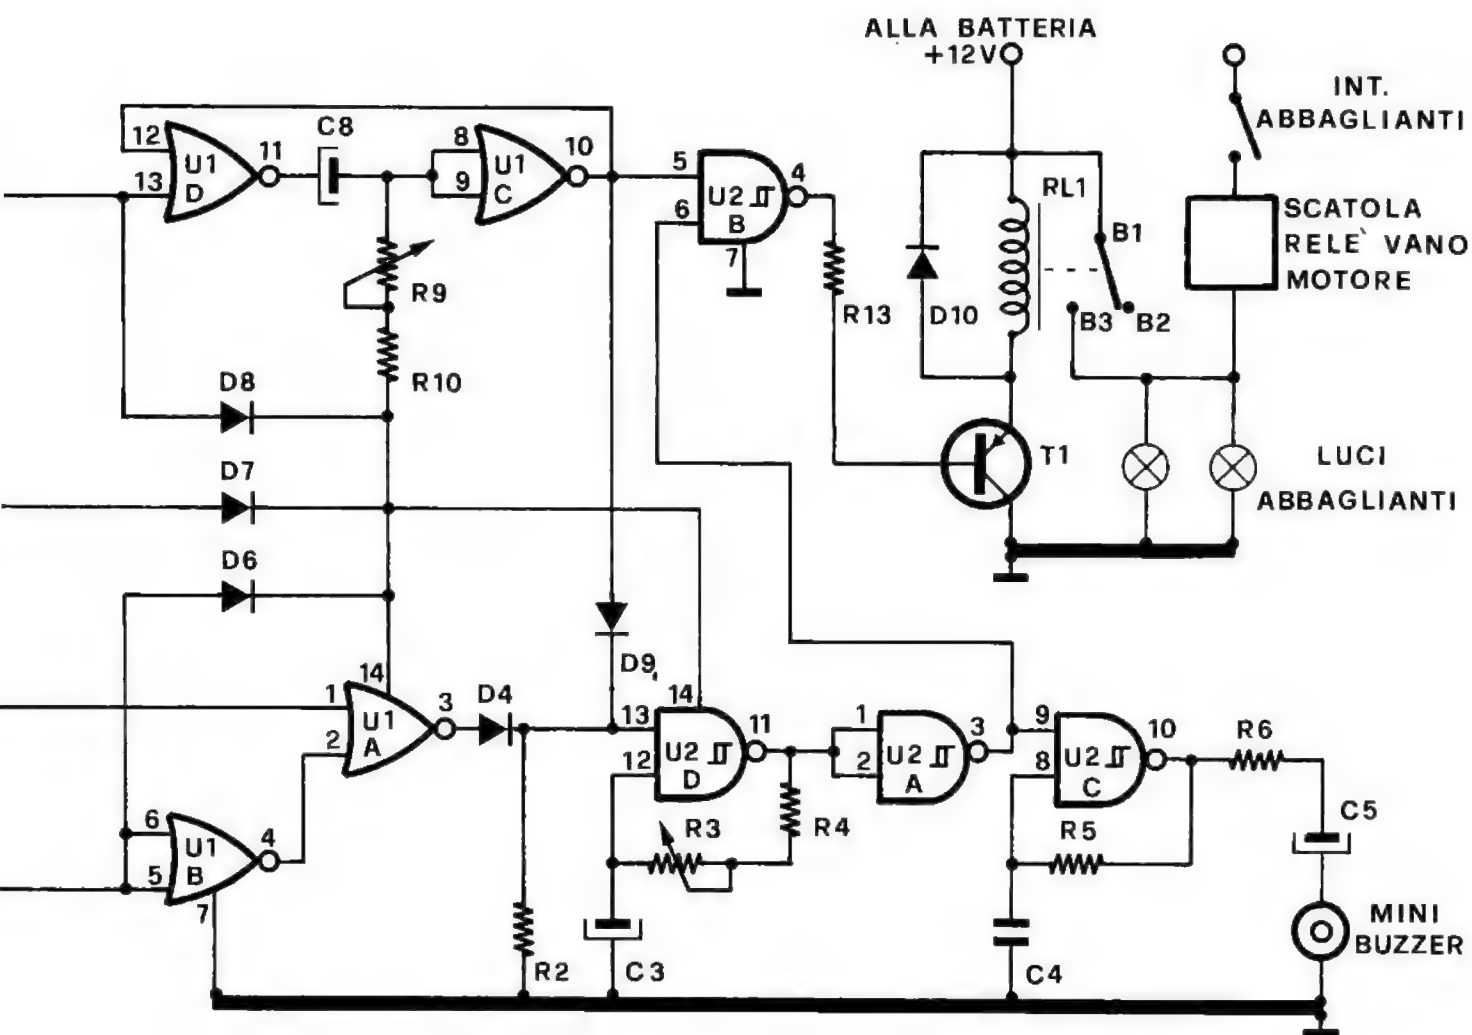 ALLA BATTERIA
+12V
INT.
ABBAGLIANTI
C8
12
U1
D
13
11
8
9
U1
C
10
5
6
U2
B
4
7
RL1
B1
B3
B2
SCATOLA
RELE` VANO
MOTORE
R9
R10
R13
D10
D8
D7
D6
T1
LUCI
ABBAGLIANTI
14
1
2
U1
A
3
D4
D9
14
13
12
U2
D
11
1
2
U2
A
3
9
8
U2
C
10
R6
C5
6
5
U1
B
4
7
R3
R4
R5
R2
C3
C4
MINI
BUZZER